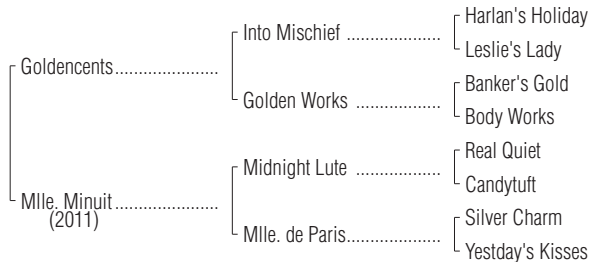 Harlan's Holiday
Into Mischief ..................
Leslie's Lady
Goldencents.....................
Banker's Gold
Golden Works ................
Body Works
Real Quiet
Midnight Lute ................
Candytuft
Mlle. Minuit.....................
(2011)
Silver Charm
Mlle. de Paris..................
Yestday's Kisses